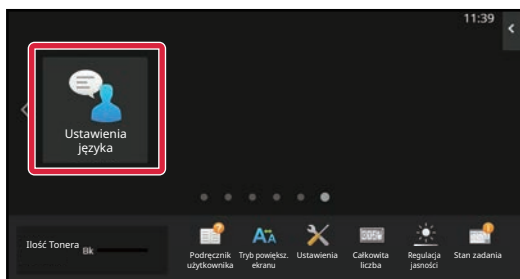 11:39
Ustawienia
języka
Ilość Tonera Bk
Podręcznik
użytkownika
Tryb powiększ.
ekranu
Ustawienia
Całkowita
liczba
Regulacja
jasności
Stan zadania